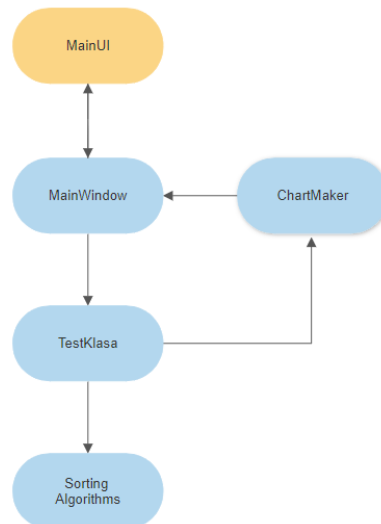 MainUI
MainWindow
ChartMaker
TestKlasa
Sorting
Algorithms